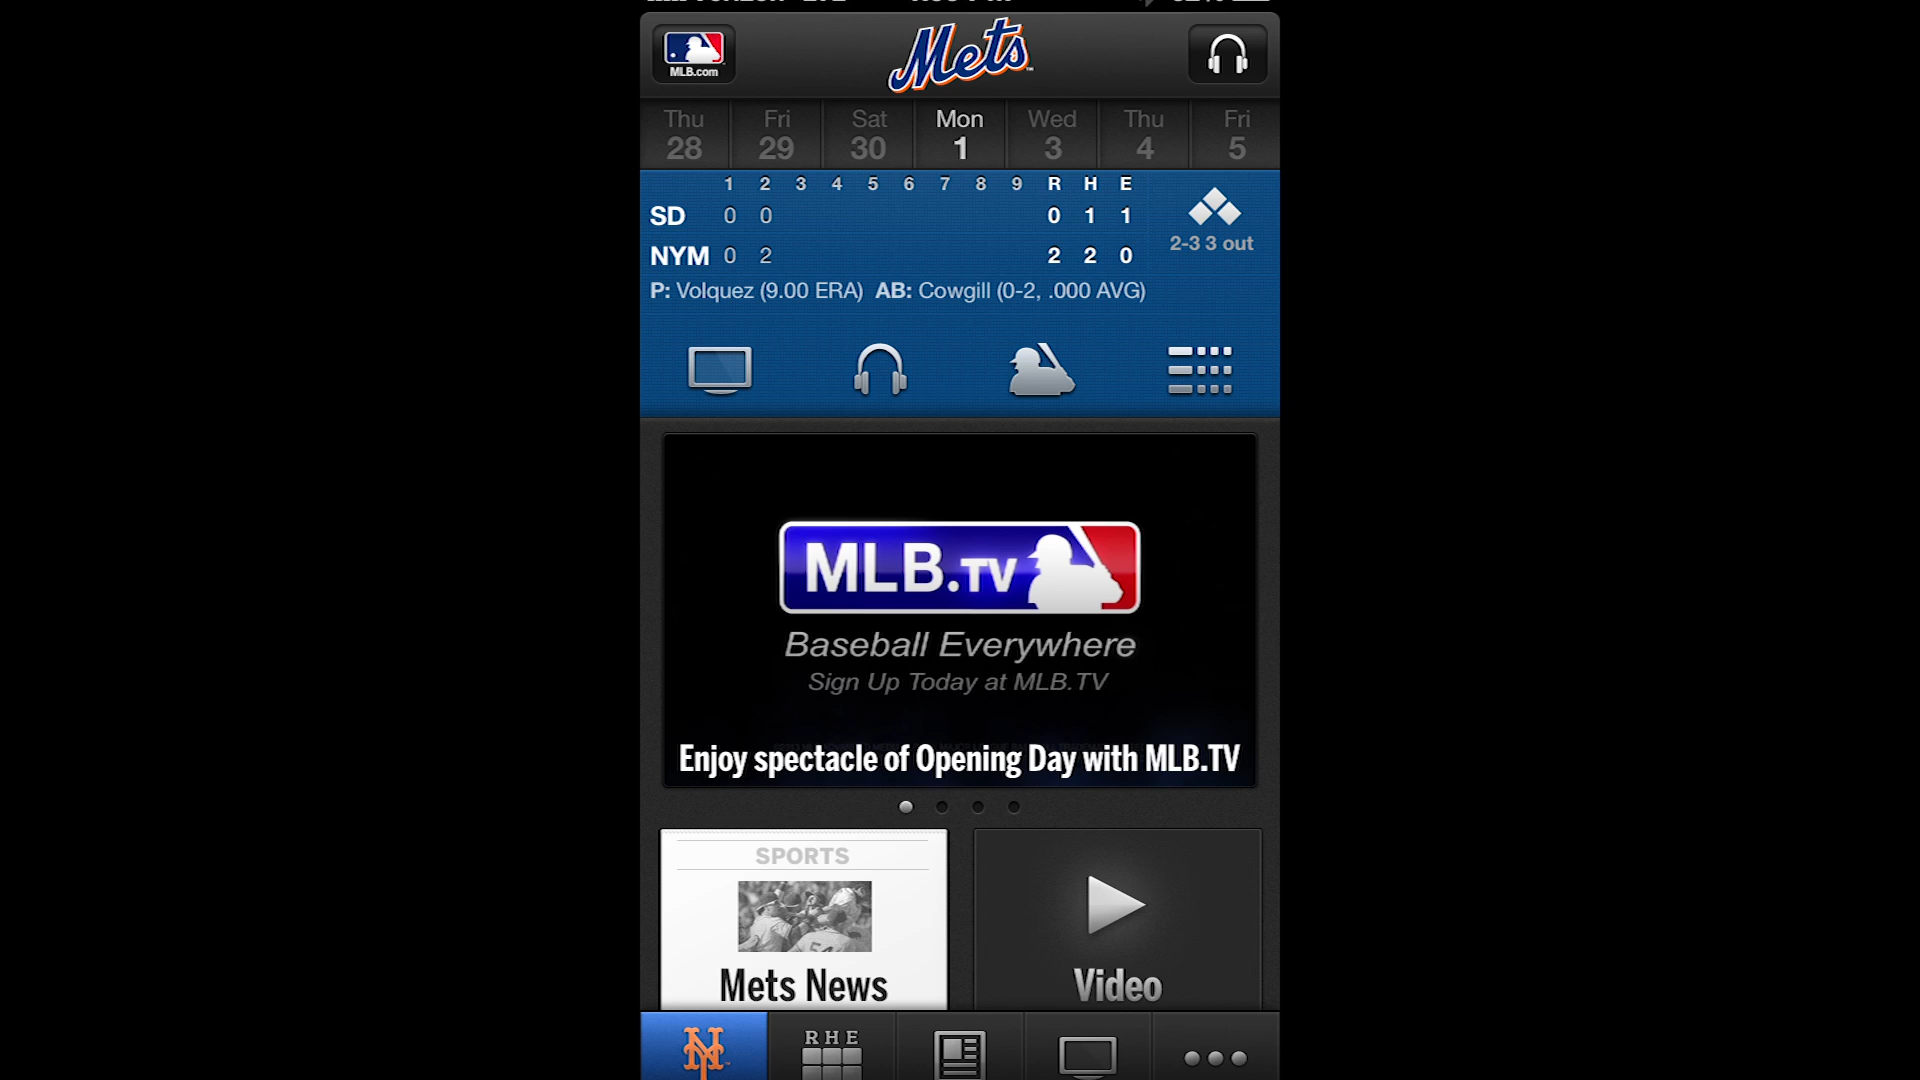 MLB.com
Mets
Thu Fri Sat Mon Wed Thu Fri
28 29 30 1 3 4 5
1 2 3 4 5 6 7 8 9 R H E
SD 0 0 0 1 1
NYM 0 2 2 2 0
2-3 3 out
P: Volquez (9.00 ERA) AB: Cowgill (0-2, .000 AVG)
MLB.TV
Baseball Everywhere
Sign Up Today at MLB.TV
Enjoy spectacle of Opening Day with MLB.TV
SPORTS
54
Mets News
Video
NY
R H E